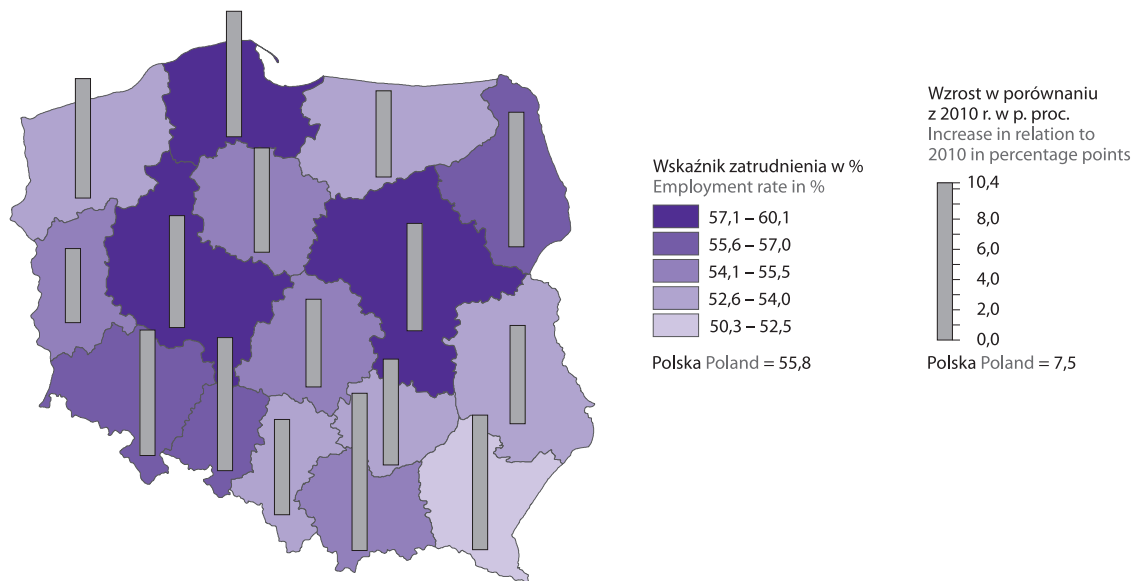 Wskaźnik zatrudnienia w %
Employment rate in %
57,1 – 60,1
55,6 – 57,0
54,1 – 55,5
52,6 – 54,0
50,3 – 52,5
Polska Poland = 55,8
Wzrost w porównaniu
z 2010 r. w p. proc.
Increase in relation to
2010 in percentage points
10,4
8,0
6,0
4,0
2,0
0,0
Polska Poland = 7,5